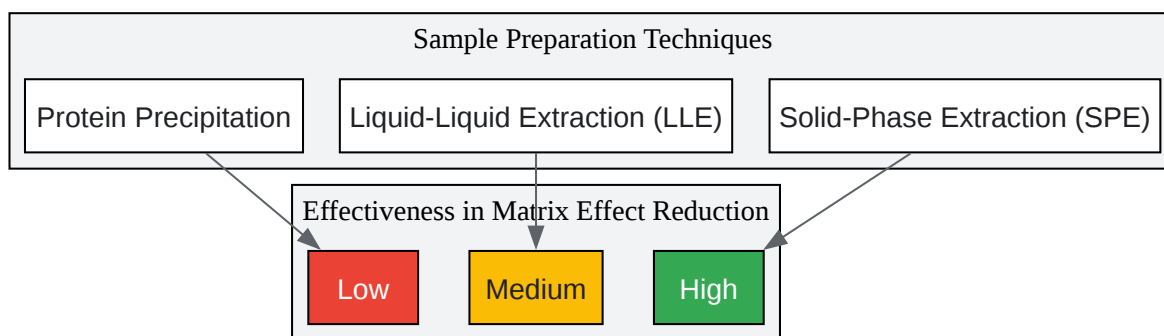 Sample Preparation Techniques
Protein Precipitation
Liquid-Liquid Extraction (LLE)
Solid-Phase Extraction (SPE)
Effectiveness in Matrix Effect Reduction
Low
Medium
High